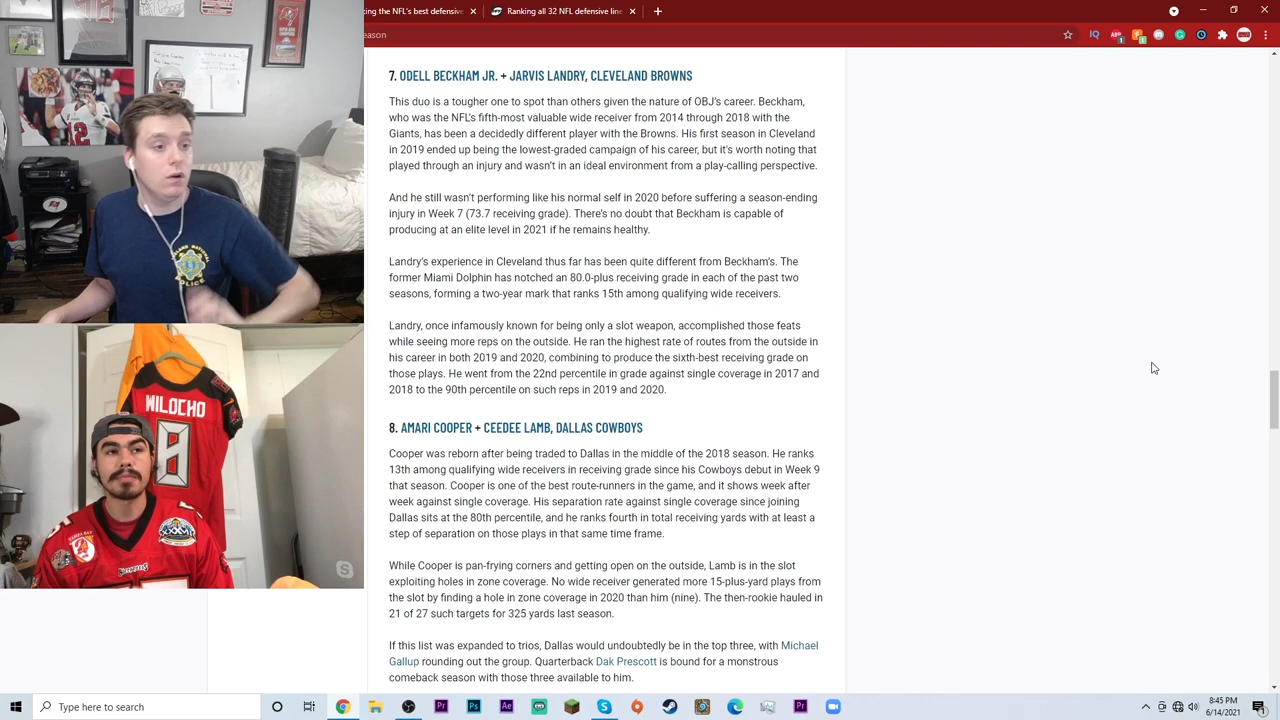 king the NFL's best defensive
Ranking all 32 NFL defensive line
eason
7. ODELL BECKHAM JR. + JARVIS LANDRY, CLEVELAND BROWNS
This duo is a tougher one to spot than others given the nature of OBJ's career. Beckham,
who was the NFL's fifth-most valuable wide receiver from 2014 through 2018 with the
Giants, has been a decidedly different player with the Browns. His first season in Cleveland
in 2019 ended up being the lowest-graded campaign of his career, but it's worth noting that
played through an injury and wasn't in an ideal environment from a play-calling perspective.
And he still wasn't performing like his normal self in 2020 before suffering a season-ending
injury in Week 7 (73.7 receiving grade). There's no doubt that Beckham is capable of
producing at an elite level in 2021 if he remains healthy.
Landry's experience in Cleveland thus far has been quite different from Beckham's. The
former Miami Dolphin has notched an 80.0-plus receiving grade in each of the past two
seasons, forming a two-year mark that ranks 15th among qualifying wide receivers.
Landry, once infamously known for being only a slot weapon, accomplished those feats
while seeing more reps on the outside. He ran the highest rate of routes from the outside in
his career in both 2019 and 2020, combining to produce the sixth-best receiving grade on
those plays. He went from the 22nd percentile in grade against single coverage in 2017 and
2018 to the 90th percentile on such reps in 2019 and 2020.
8. AMARI COOPER + CEEDEE LAMB, DALLAS COWBOYS
Cooper was reborn after being traded to Dallas in the middle of the 2018 season. He ranks
13th among qualifying wide receivers in receiving grade since his Cowboys debut in Week 9
that season. Cooper is one of the best route-runners in the game, and it shows week after
week against single coverage. His separation rate against single coverage since joining
Dallas sits at the 80th percentile, and he ranks fourth in total receiving yards with at least a
step of separation on those plays in that same time frame.
While Cooper is pan-frying corners and getting open on the outside, Lamb is in the slot
exploiting holes in zone coverage. No wide receiver generated more 15-plus-yard plays from
the slot by finding a hole in zone coverage in 2020 than him (nine). The then-rookie hauled in
21 of 27 such targets for 325 yards last season.
If this list was expanded to trios, Dallas would undoubtedly be in the top three, with Michael
Gallup rounding out the group. Quarterback Dak Prescott is bound for a monstrous
comeback season with those three available to him.
12
POLICE
WILOCHO
8
TAMPA BAY
XXXVII
Type here to search
8:45 PM
6/14/2021